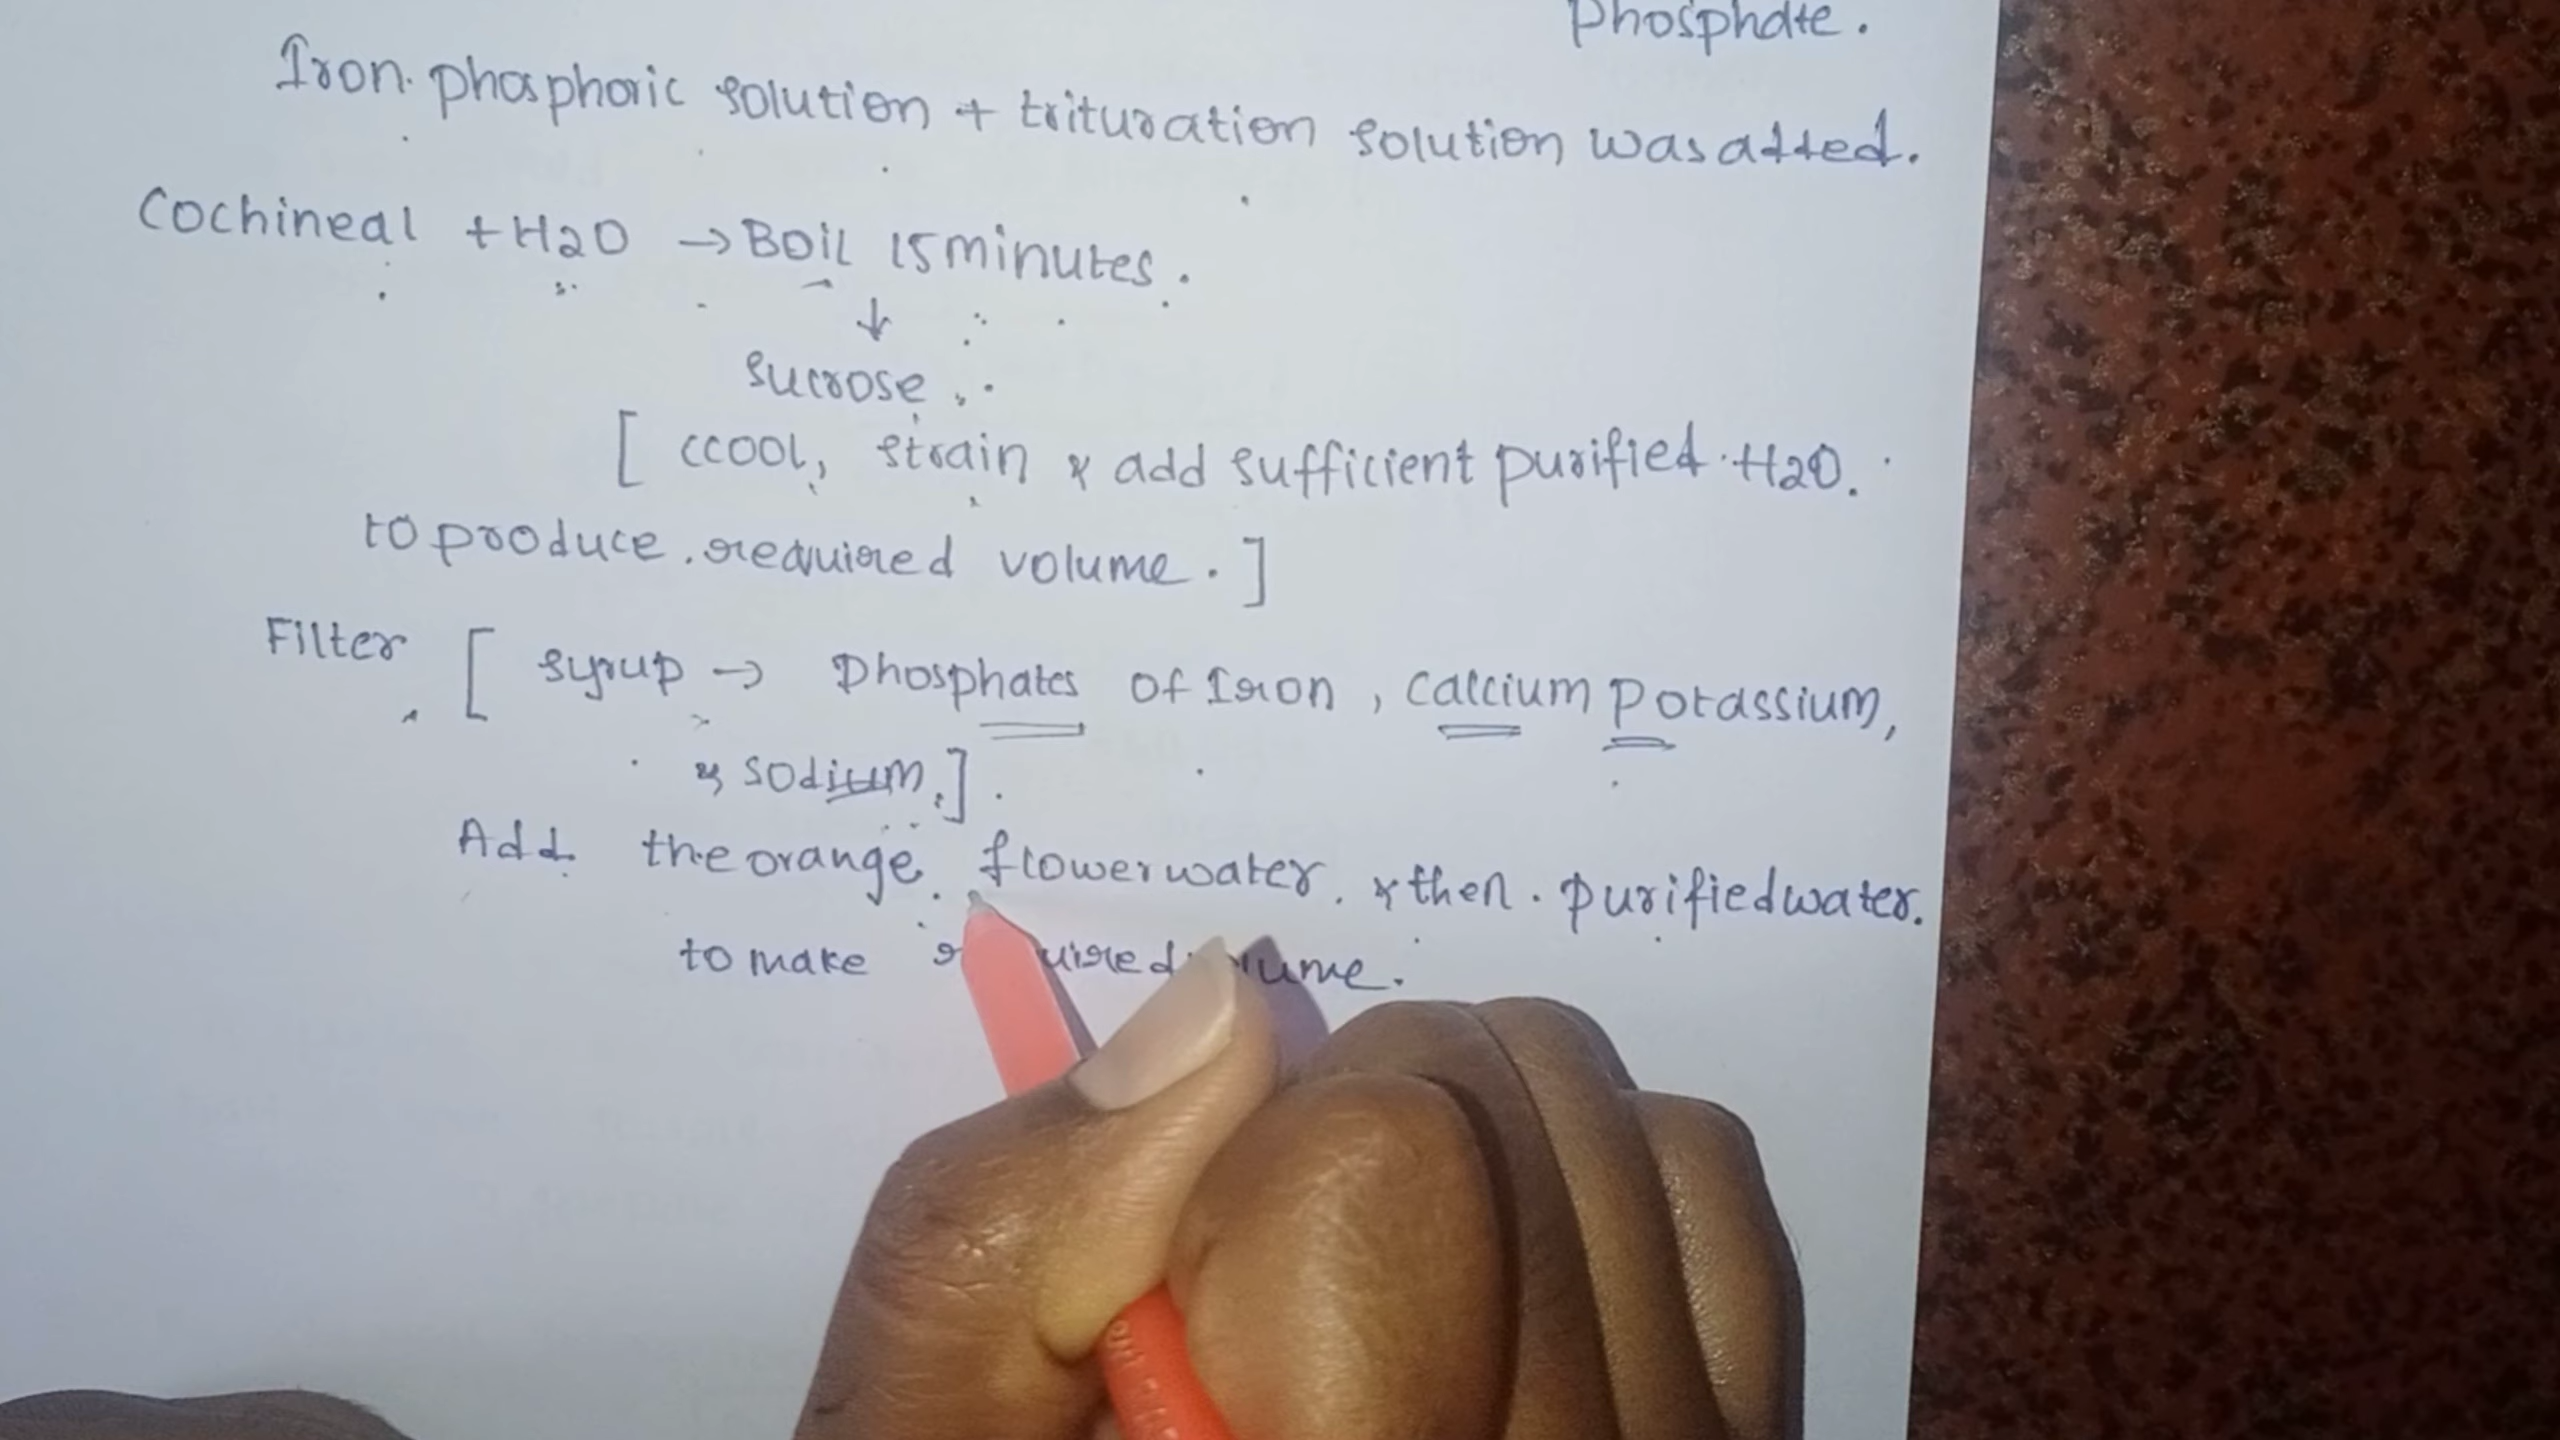 Phosphate.
Iron phosphoric solution + trituration solution was added.
Cochineal + H2O → Boil 15 minutes.
↓
sucrose
[ ccool, strain & add sufficient purified H2O.
to produce required volume. ]
Filter [ syrup → Phosphates of Iron, Calcium Potassium,
& sodium. ]
Add the orange flower water & then purified water.
to make